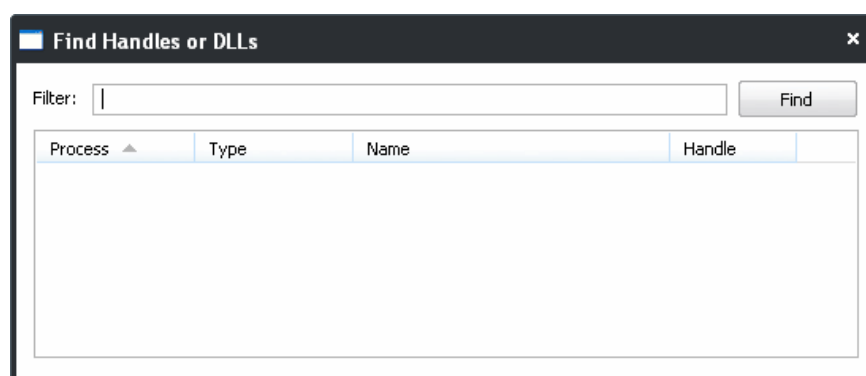 Find Handles or DLLs
Filter: Find
Process Type Name Handle